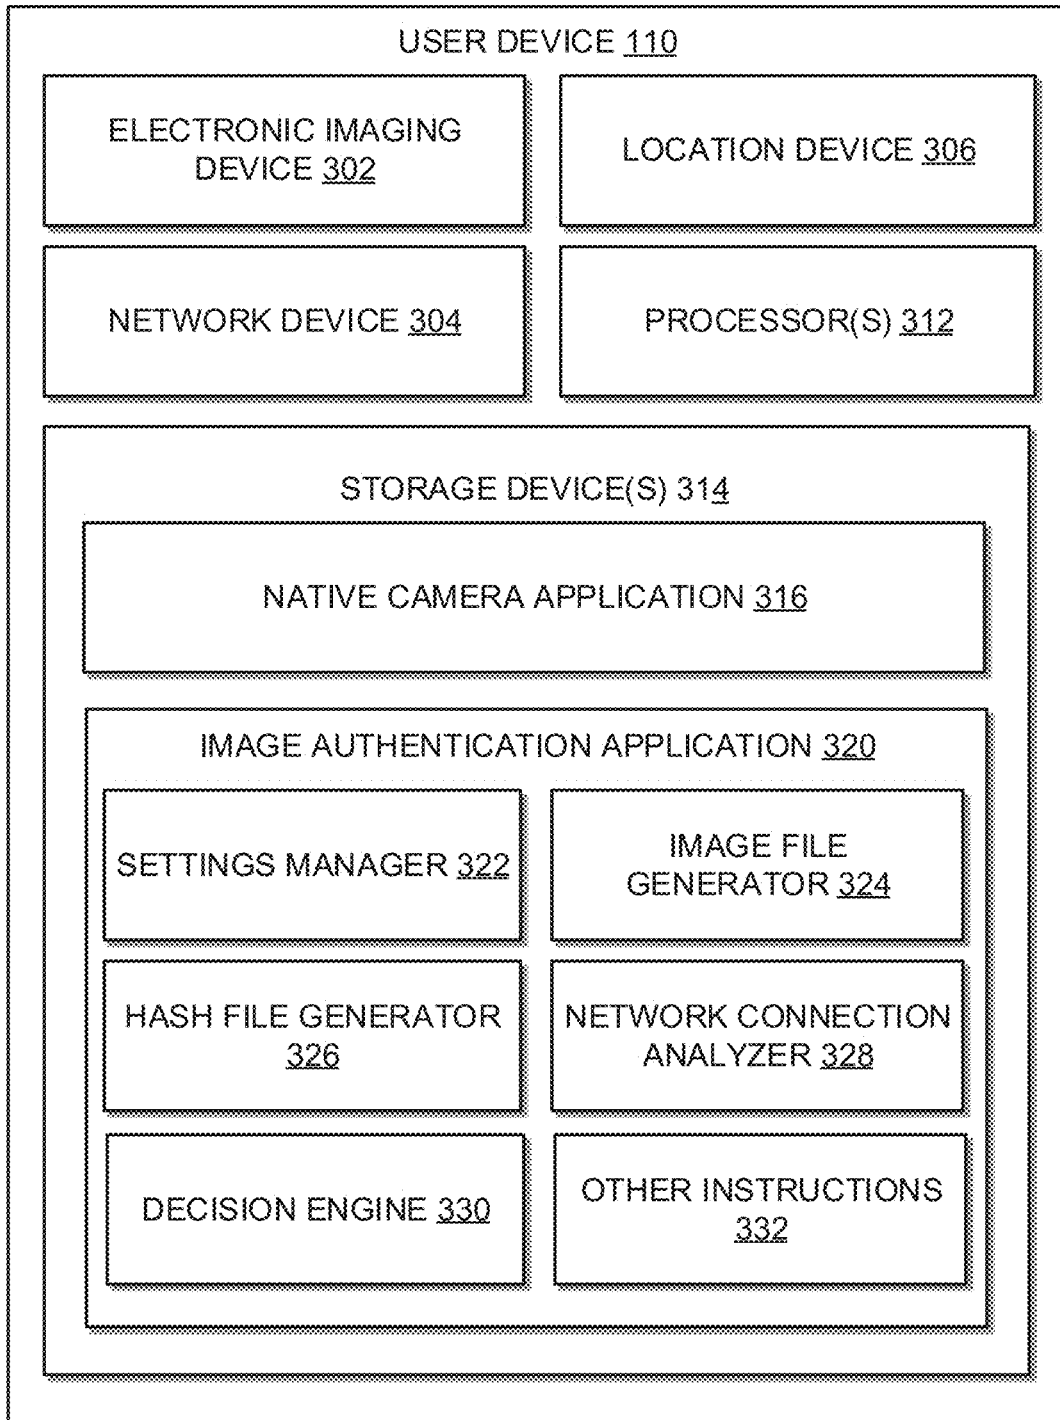 USER DEVICE 110
ELECTRONIC IMAGING
DEVICE 302
LOCATION DEVICE 306
NETWORK DEVICE 304
PROCESSOR(S) 312
STORAGE DEVICE(S) 314
NATIVE CAMERA APPLICATION 316
IMAGE AUTHENTICATION APPLICATION 320
SETTINGS MANAGER 322
IMAGE FILE
GENERATOR 324
HASH FILE GENERATOR
326
NETWORK CONNECTION
ANALYZER 328
DECISION ENGINE 330
OTHER INSTRUCTIONS
332